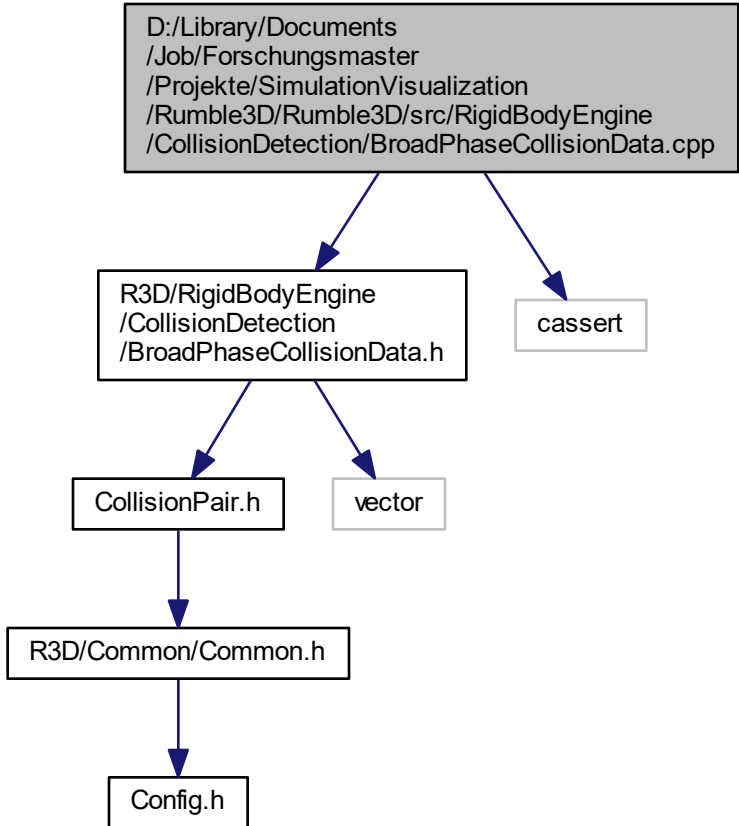 D:/Library/Documents
/Job/Forschungsmaster
/Projekte/SimulationVisualization
/Rumble3D/Rumble3D/src/RigidBodyEngine
/CollisionDetection/BroadPhaseCollisionData.cpp
R3D/RigidBodyEngine
/CollisionDetection
/BroadPhaseCollisionData.h
cassert
CollisionPair.h
vector
R3D/Common/Common.h
Config.h